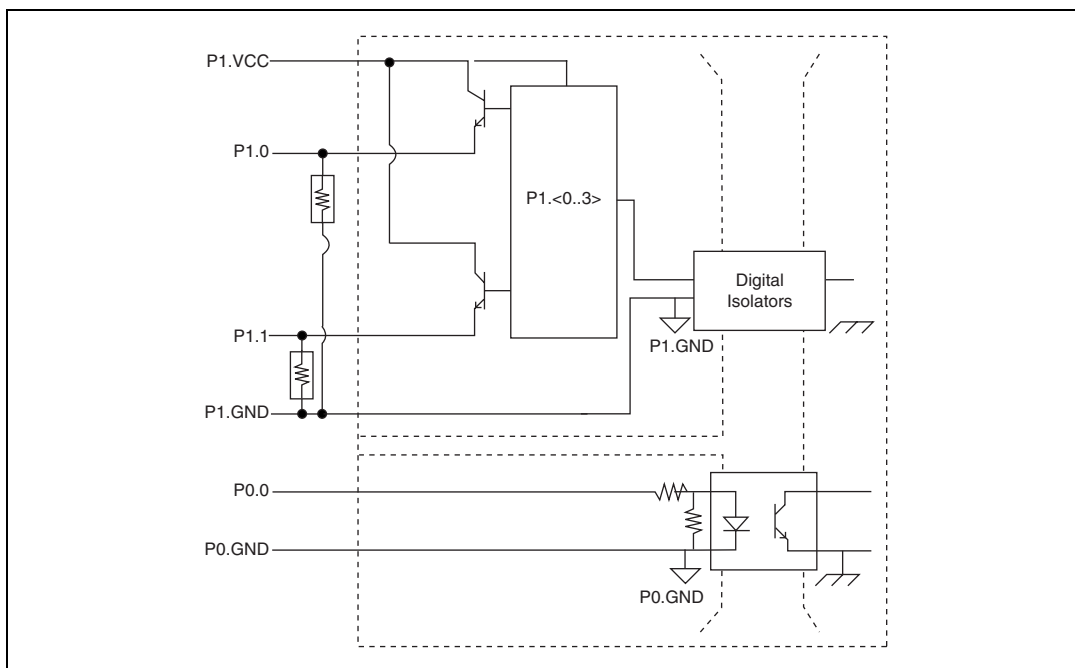 P1.VCC
P1.0
P1.<0..3>
Digital
Isolators
P1.1
P1.GND
P1.GND
P0.0
P0.GND
P0.GND